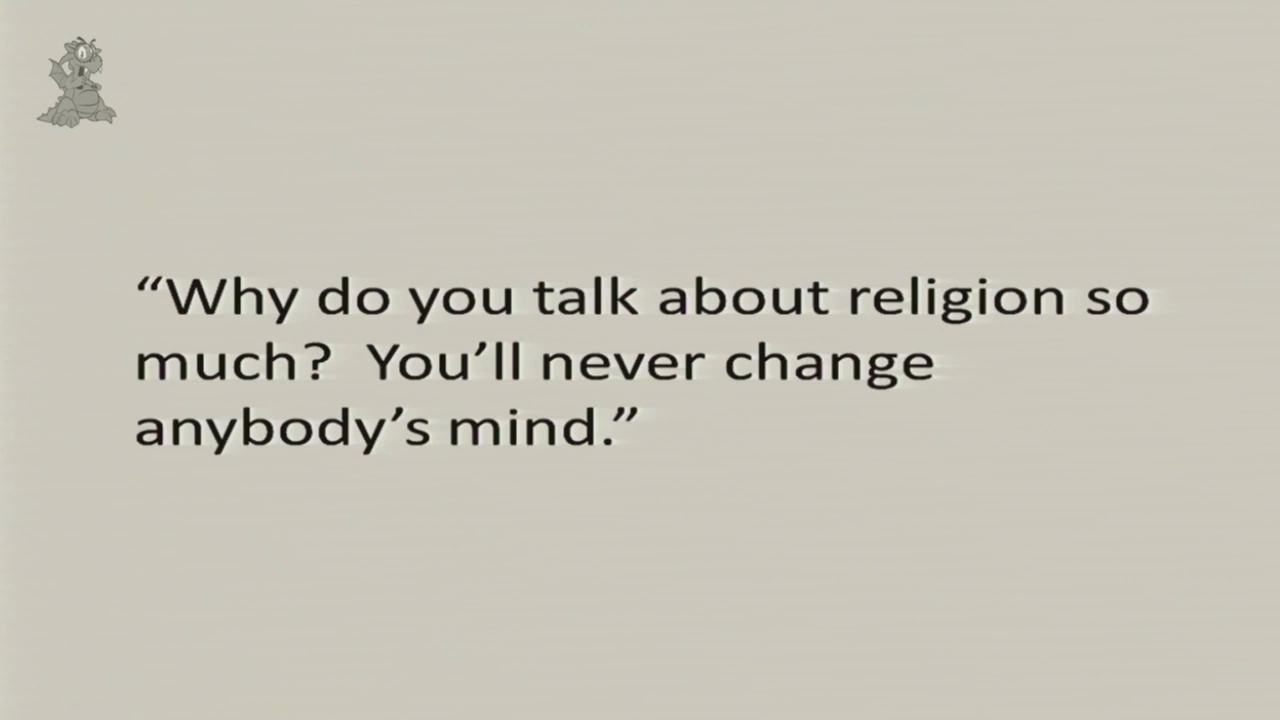 “Why do you talk about religion so
much?  You’ll never change
anybody’s mind.”